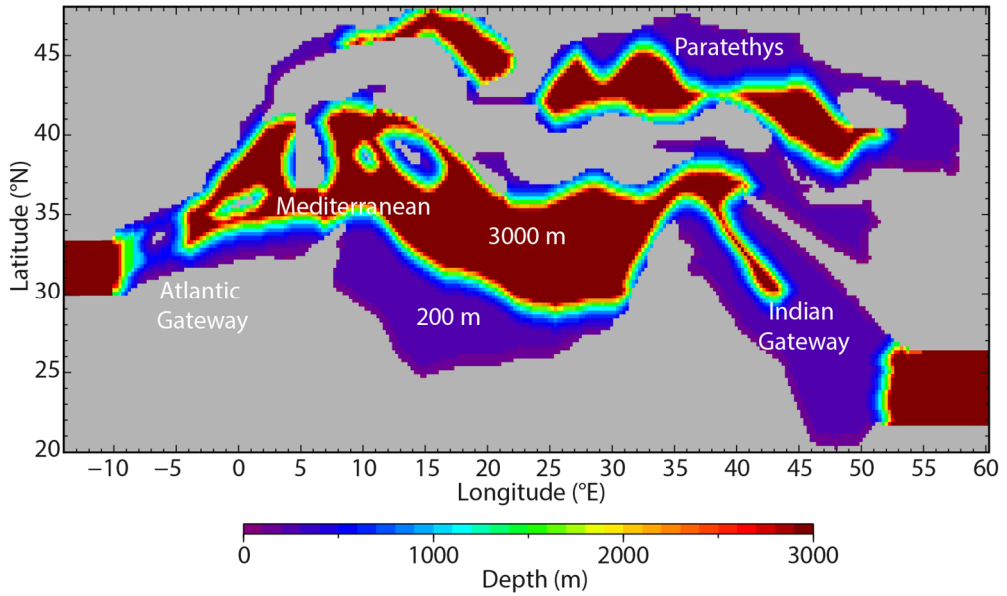 45
40
35
30
25
20
Latitude (°N)
Paratethys
Mediterranean
3000 m
200 m
Atlantic
Gateway
Indian
Gateway
−10 −5 0 5 10 15 20 25 30 35 40 45 50 55 60
Longitude (°E)
0 1000 2000 3000
Depth (m)